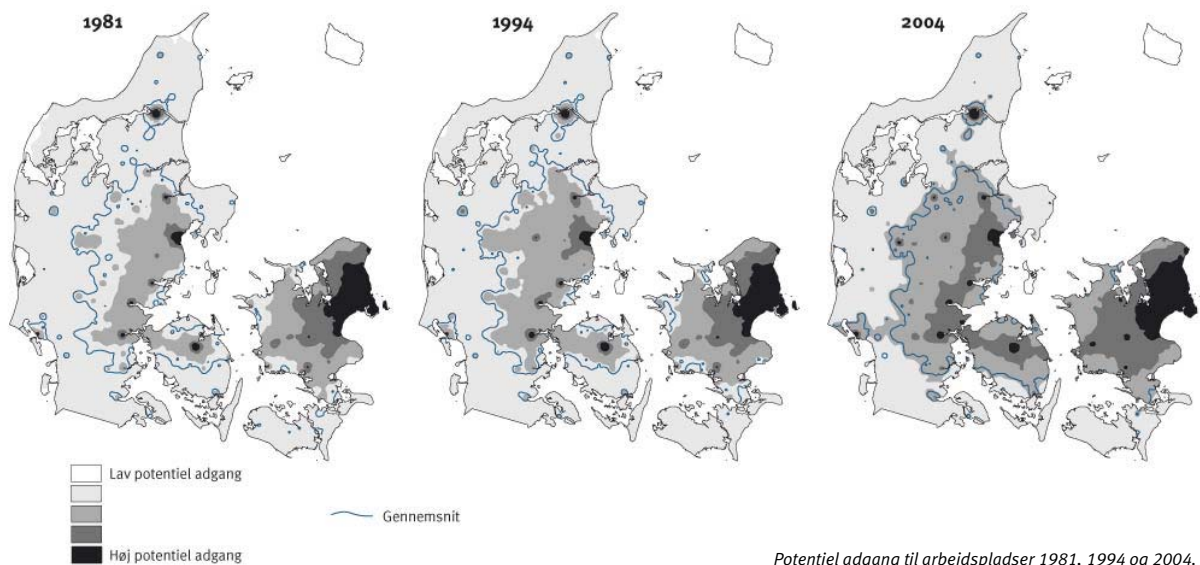 1981
1994
2004
Lav potentiel adgang
Høj potentiel adgang
Gennemsnit
Potentiel adgang til arbejdspladser 1981, 1994 og 2004.